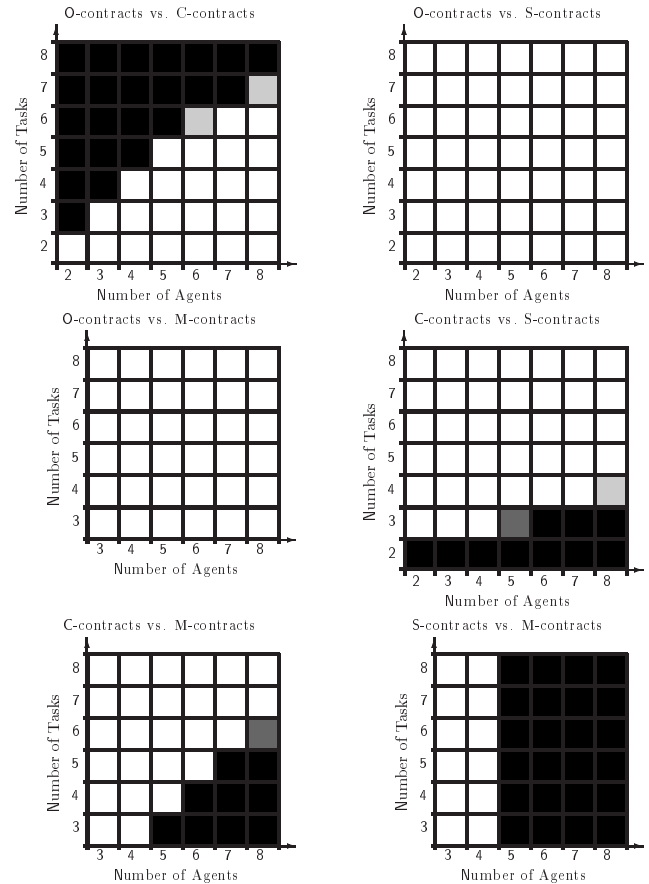 O-contracts vs. C-contracts
8
7
6
5
4
3
2
Number of Tasks
2 3 4 5 6 7 8
Number of Agents
O-contracts vs. S-contracts
8
7
6
5
4
3
2
Number of Tasks
2 3 4 5 6 7 8
Number of Agents
O-contracts vs. M-contracts
8
7
6
5
4
3
Number of Tasks
3 4 5 6 7 8
Number of Agents
C-contracts vs. S-contracts
8
7
6
5
4
3
2
Number of Tasks
2 3 4 5 6 7 8
Number of Agents
C-contracts vs. M-contracts
8
7
6
5
4
3
Number of Tasks
3 4 5 6 7 8
Number of Agents
S-contracts vs. M-contracts
8
7
6
5
4
3
Number of Tasks
3 4 5 6 7 8
Number of Agents